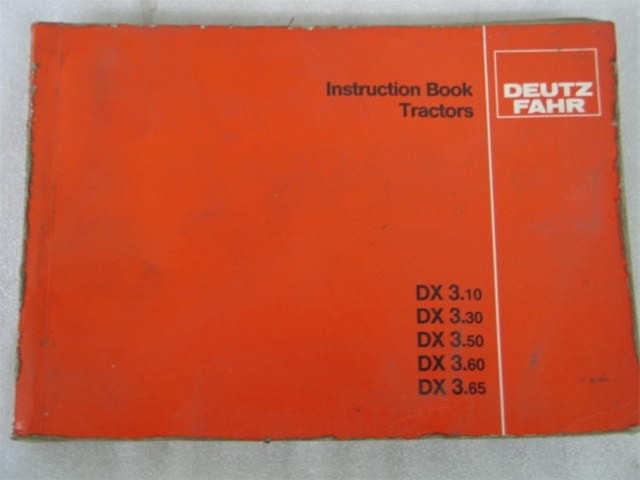 Instruction Book
Tractors
DEUTZ
FAHR
DX 3.10
DX 3.30
DX 3.50
DX 3.60
DX 3.65